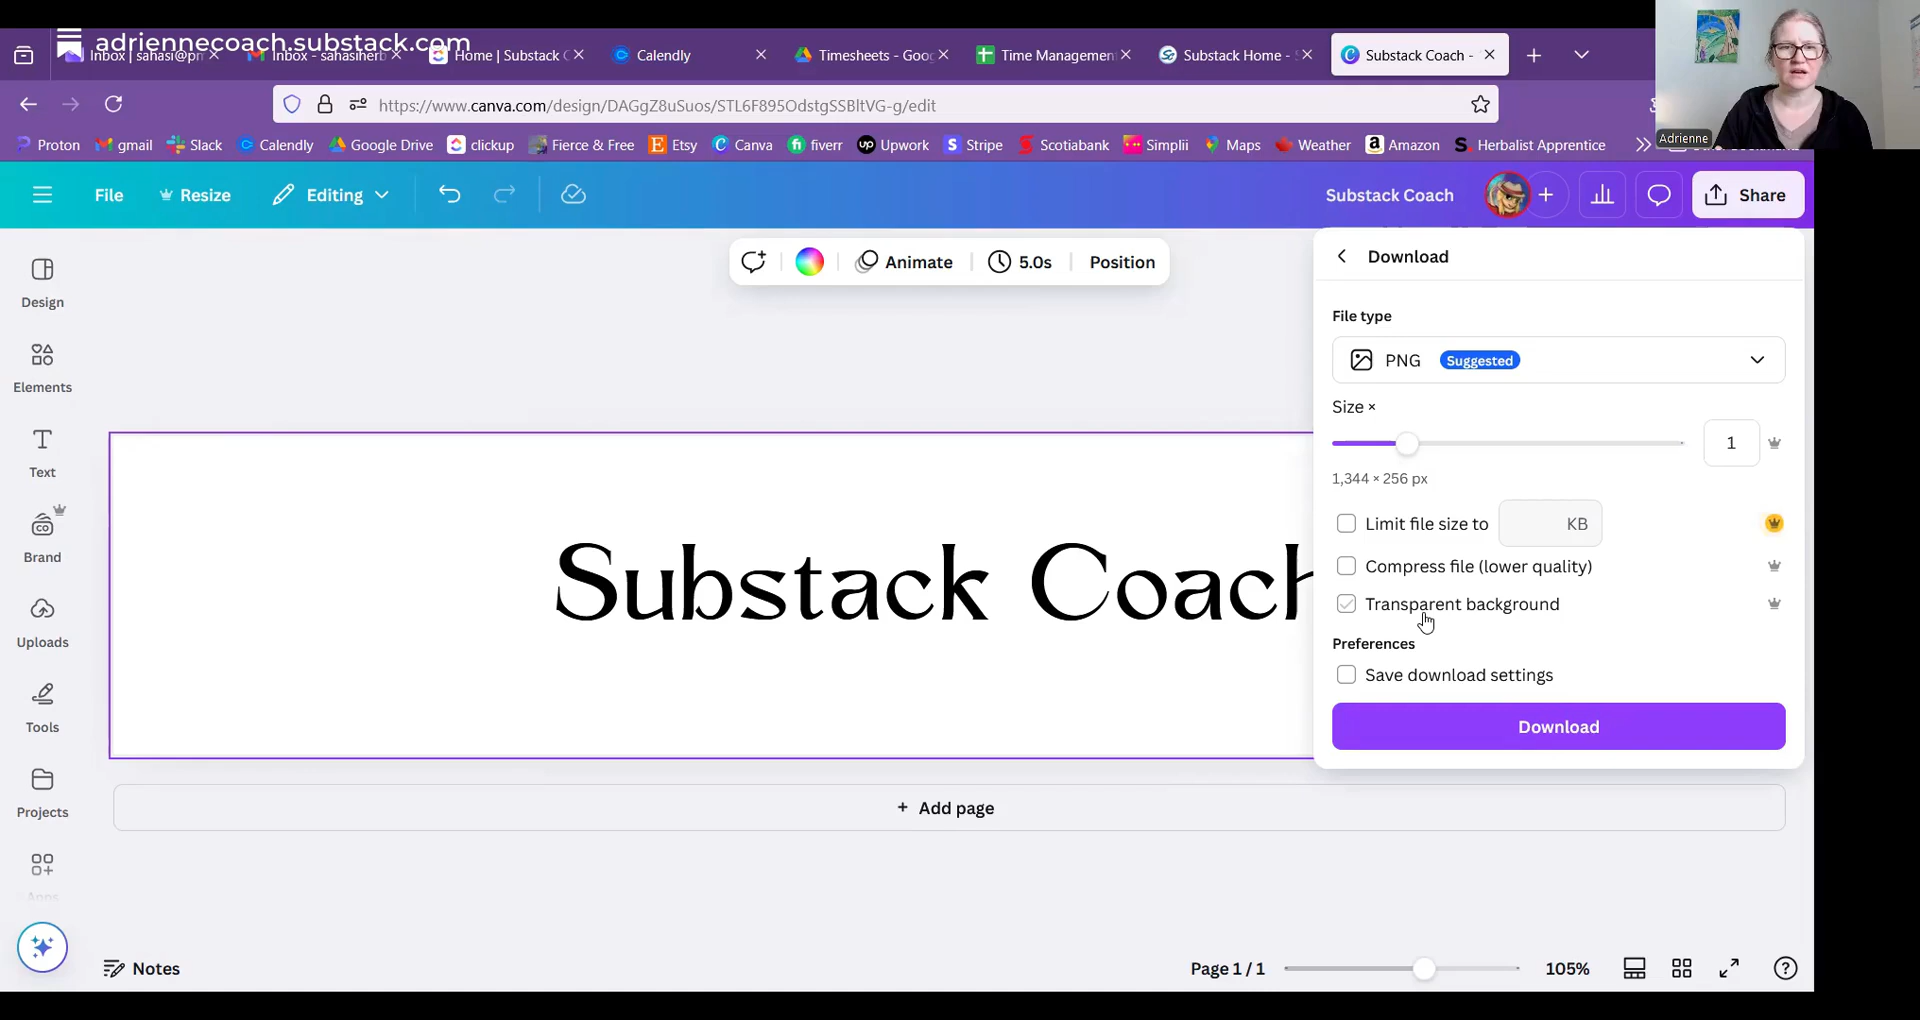 adriennecoach.substack.com
Inbox | sahasi@pr
Inbox - sahasiherb
Home | Substack C
Calendly
Timesheets - Goog
Time Management
Substack Home - S
Substack Coach -
https://www.canva.com/design/DAGgZ8uSuos/STL6F895OdstgSSBltVG-g/edit
Adrienne
Proton
gmail
Slack
Calendly
Google Drive
clickup
Fierce & Free
Etsy
Canva
fiverr
Upwork
Stripe
Scotiabank
Simplii
Maps
Weather
Amazon
Herbalist Apprentice
File
Resize
Editing
Substack Coach
Share
Design
Elements
Text
Brand
Uploads
Tools
Projects
Apps
Animate
5.0s
Position
Substack Coach
+ Add page
Download
File type
PNG Suggested
Size ×
1
1,344 × 256 px
Limit file size to KB
Compress file (lower quality)
Transparent background
Preferences
Save download settings
Download
Notes
Page 1 / 1
105%